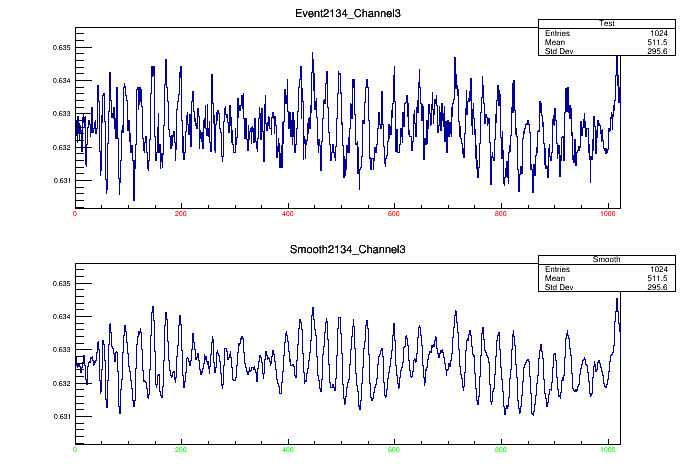 Event2134_Channel3
Test
Entries 1024
Mean 511.5
Std Dev 295.6
0.635
0.634
0.633
0.632
0.631
0 200 400 600 800 1000
Smooth2134_Channel3
Smooth
Entries 1024
Mean 511.5
Std Dev 295.6
0.635
0.634
0.633
0.632
0.631
0 200 400 600 800 1000